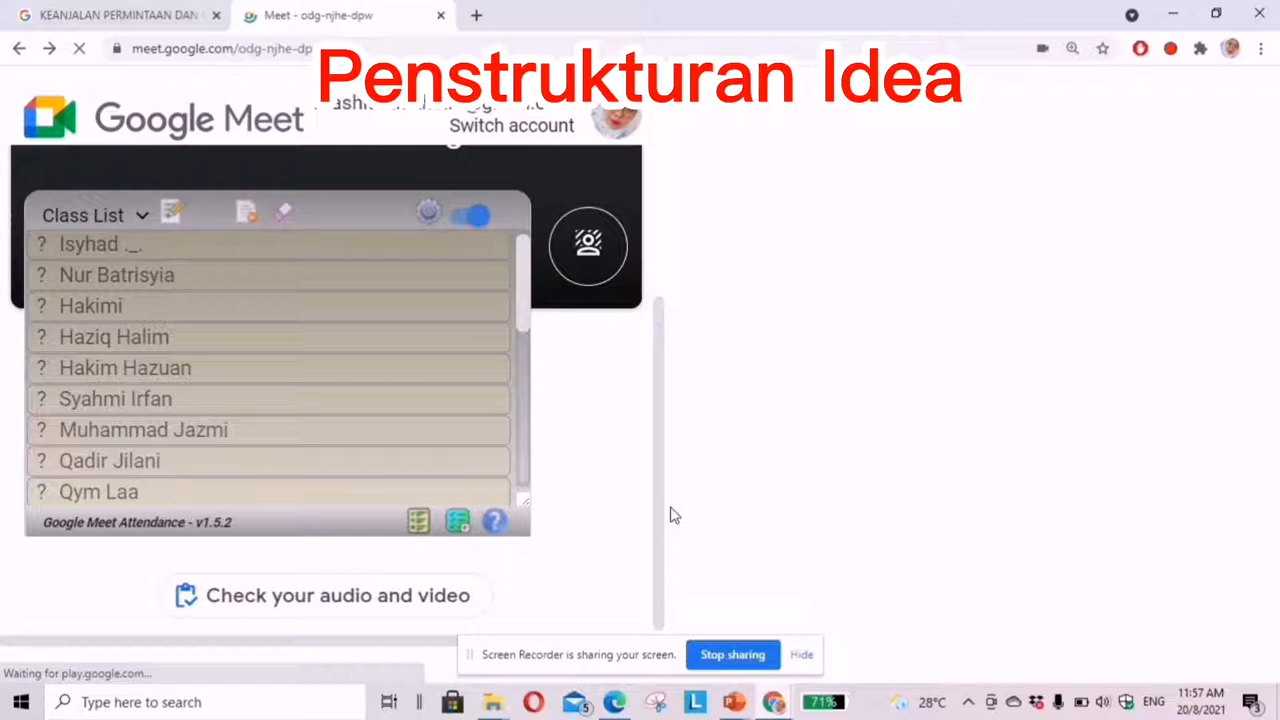 KEANJALAN PERMINTAAN DAN
Meet - odg-njhe-dpw
meet.google.com/odg-njhe-dp
Penstrukturan Idea
Google Meet
Switch account
Class List
? Isyhad ._.
? Nur Batrisyia
? Hakimi
? Haziq Halim
? Hakim Hazuan
? Syahmi Irfan
? Muhammad Jazmi
? Qadir Jilani
? Qym Laa
Google Meet Attendance - v1.5.2
Check your audio and video
Screen Recorder is sharing your screen.
Stop sharing
Hide
Waiting for play.google.com...
Type here to search
5
71%
28°C
ENG
11:57 AM
20/8/2021
3